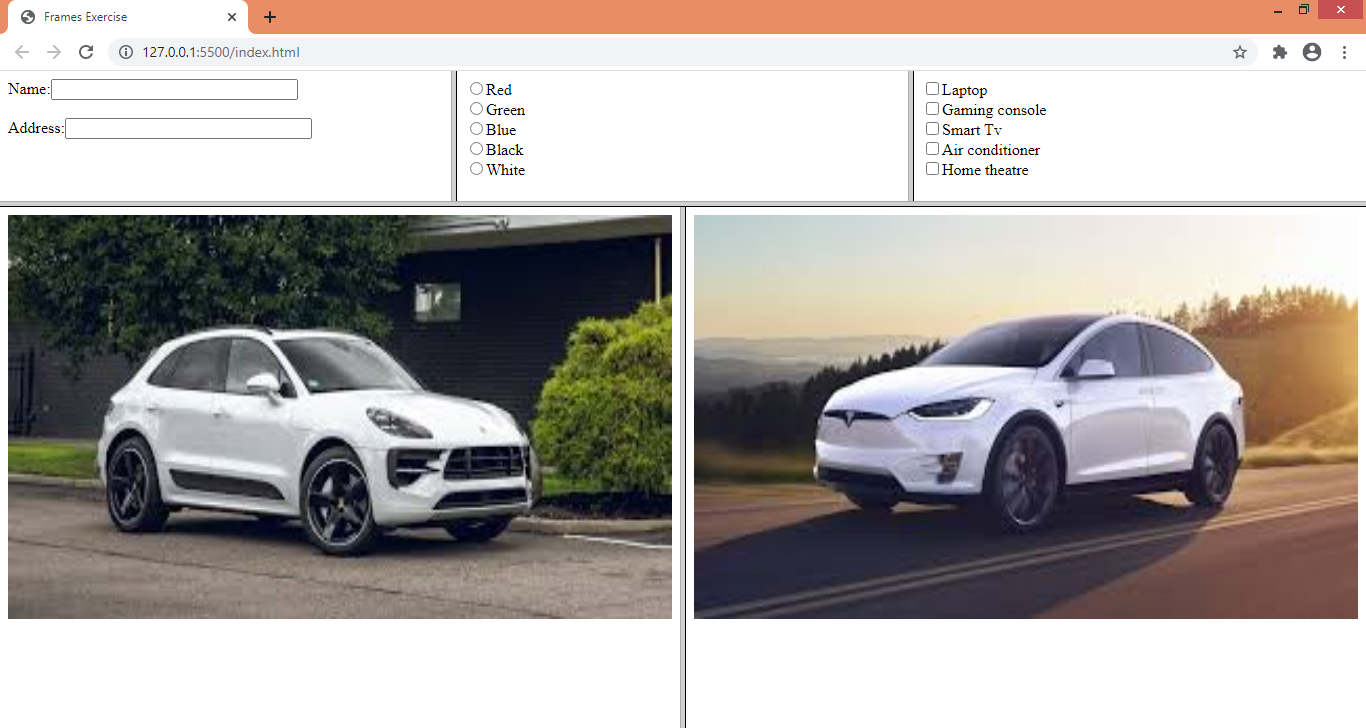 Frames Exercise
127.0.0.1:5500/index.html
Name:
Address:
Red
Green
Blue
Black
White
Laptop
Gaming console
Smart Tv
Air conditioner
Home theatre